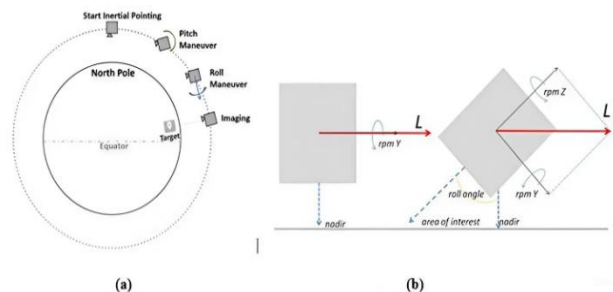 Start Inertial Pointing
Pitch
Maneuver
North Pole
Roll
Maneuver
Imaging
Target
Equator
(a)
L
rpm Y
nadir
rpm Z
L
rpm Y
roll angle
area of interest
nadir
(b)